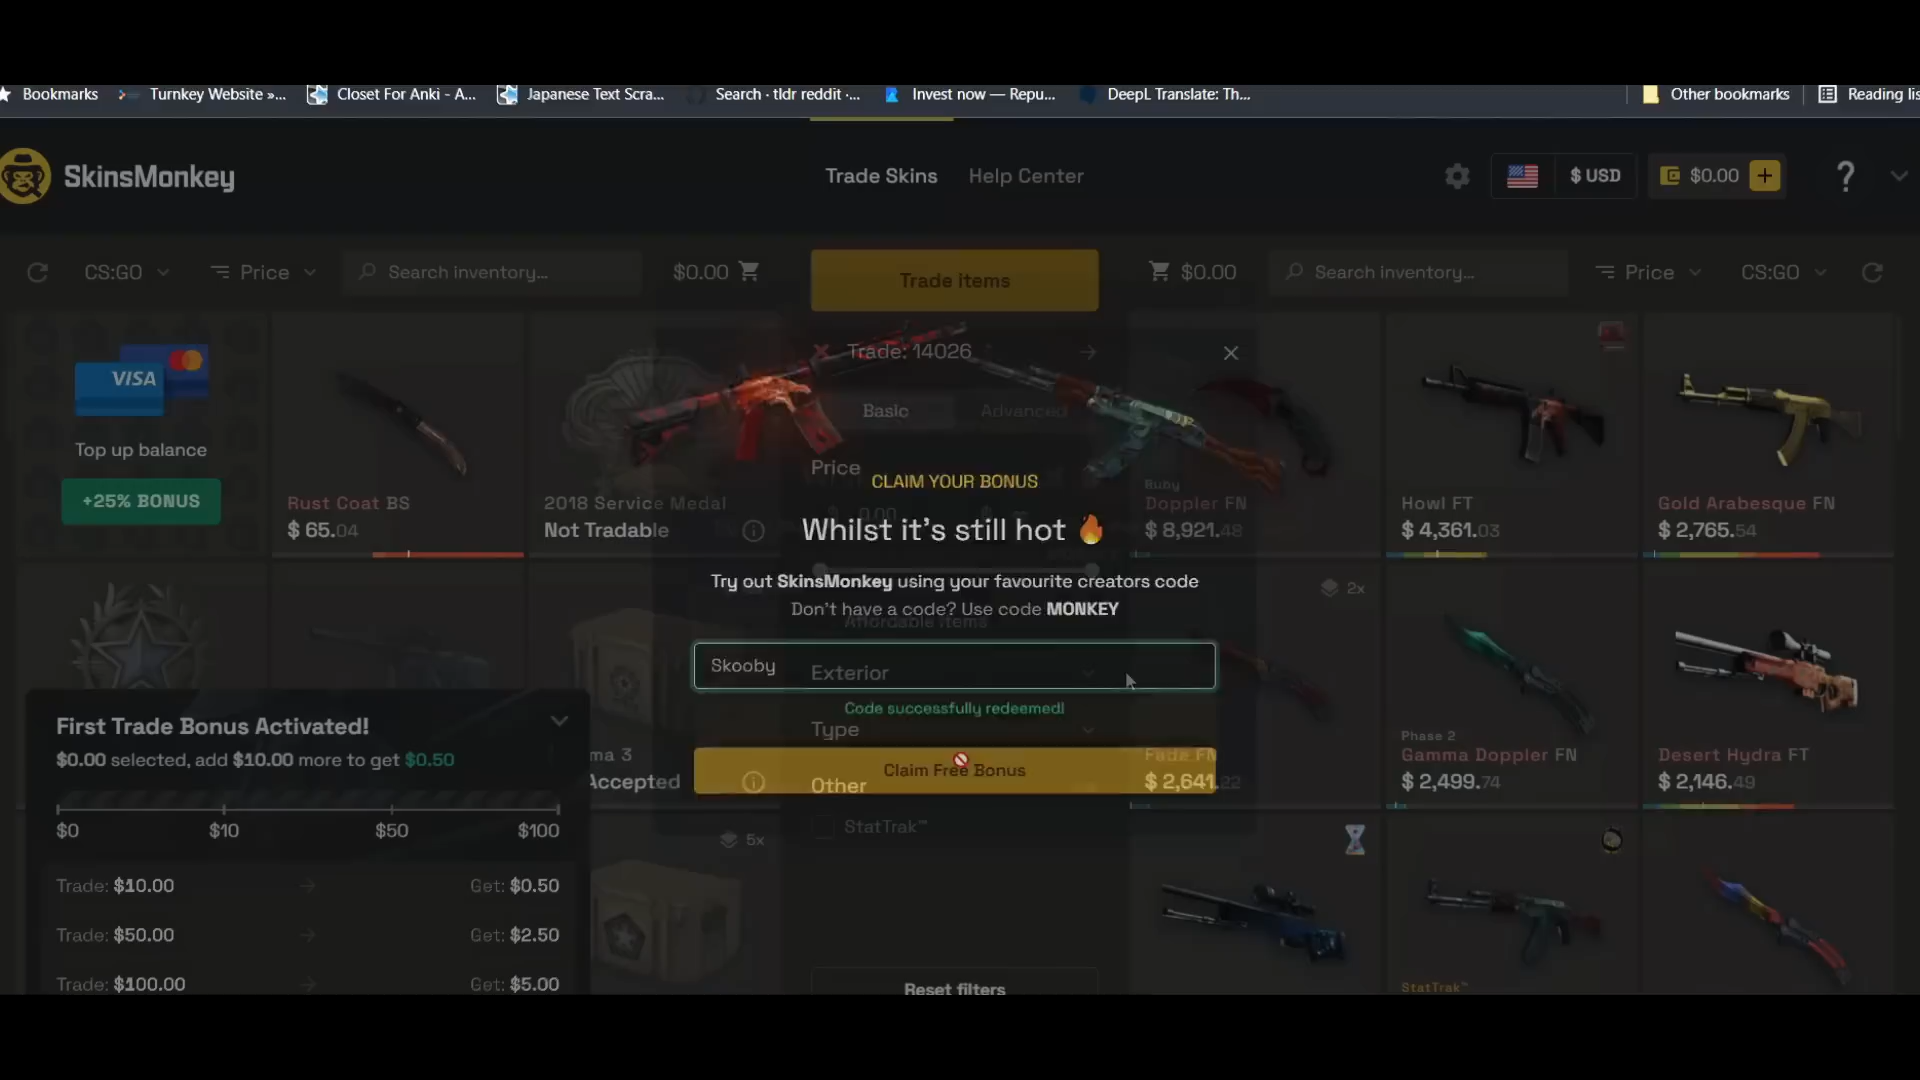 Bookmarks
Turnkey Website »...
Closet For Anki - A...
Japanese Text Scra...
Search · tldr reddit ·...
Invest now — Repu...
DeepL Translate: Th...
Other bookmarks
Reading lis
SkinsMonkey
Trade Skins
Help Center
$ USD
$0.00
+
?
CS:GO
Price
Search inventory...
$0.00
Trade items
$0.00
Search inventory...
Price
CS:GO
VISA
Top up balance
+25% BONUS
Rust Coat BS
$ 65.04
2018 Service Medal
Not Tradable
Trade: 14026
Basic
Advanced
Price
CLAIM YOUR BONUS
Whilst it's still hot
Try out SkinsMonkey using your favourite creators code
Don't have a code? Use code MONKEY
Affordable items
Skooby
Exterior
Code successfully redeemed!
Type
Claim Free Bonus
Other
StatTrak™
Reset filters
Ruby
Doppler FN
$ 8,921.48
Howl FT
$ 4,361.03
Gold Arabesque FN
$ 2,765.54
2x
Fade FN
$ 2,641.22
Phase 2
Gamma Doppler FN
$ 2,499.74
Desert Hydra FT
$ 2,146.49
StatTrak™
ma 3
Accepted
5x
First Trade Bonus Activated!
$0.00 selected, add $10.00 more to get $0.50
$0
$10
$50
$100
Trade: $10.00
Get: $0.50
Trade: $50.00
Get: $2.50
Trade: $100.00
Get: $5.00